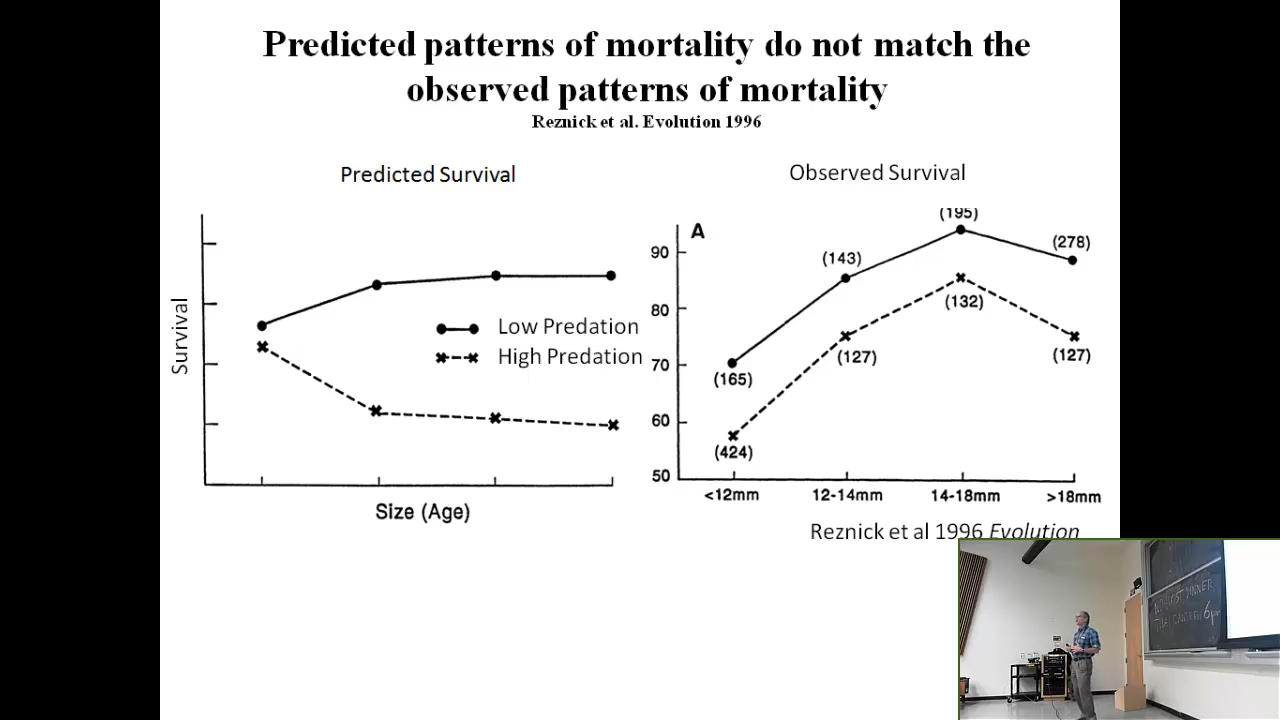 Predicted patterns of mortality do not match the
observed patterns of mortality
Reznick et al. Evolution 1996
Predicted Survival
Survival
Low Predation
High Predation
Size (Age)
Observed Survival
A
90
80
70
60
50
(165)
(143)
(195)
(278)
(424)
(127)
(132)
(127)
<12mm
12-14mm
14-18mm
>18mm
Reznick et al 1996 Evolution
DINNER
6pm